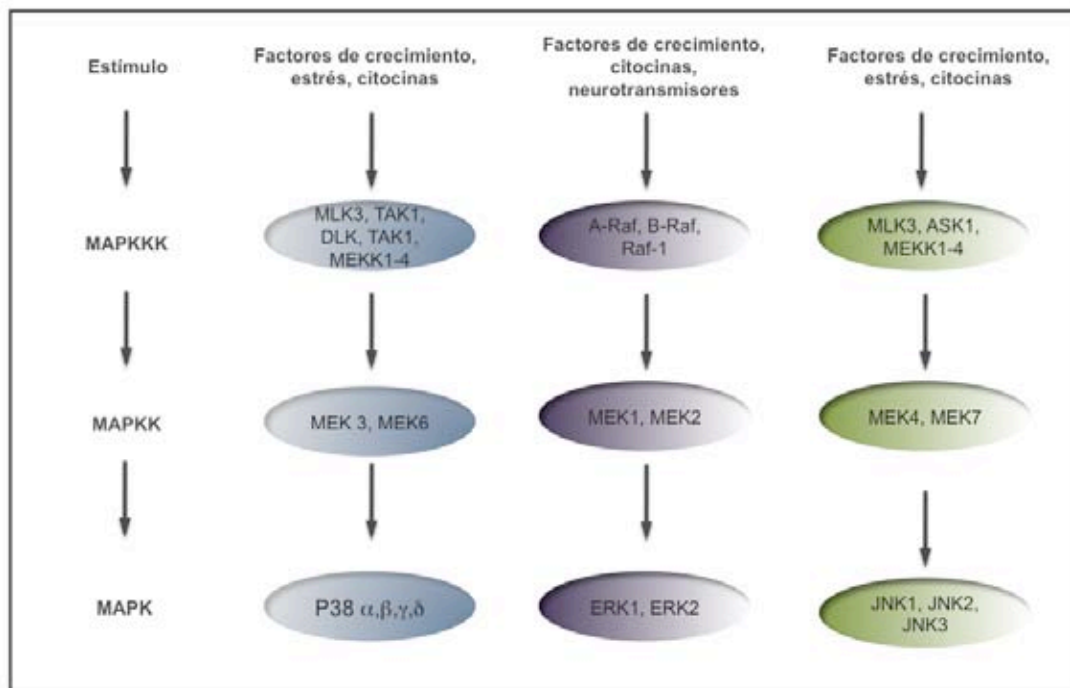 Estímulo
Factores de crecimiento,
estrés, citocinas
Factores de crecimiento,
citocinas,
neurotransmisores
Factores de crecimiento,
estrés, citocinas
MAPKKK
MLK3, TAK1,
DLK, TAK1,
MEKK1-4
A-Raf, B-Raf,
Raf-1
MLK3, ASK1,
MEKK1-4
MAPKK
MEK 3, MEK6
MEK1, MEK2
MEK4, MEK7
MAPK
P38 α,β,γ,δ
ERK1, ERK2
JNK1, JNK2,
JNK3